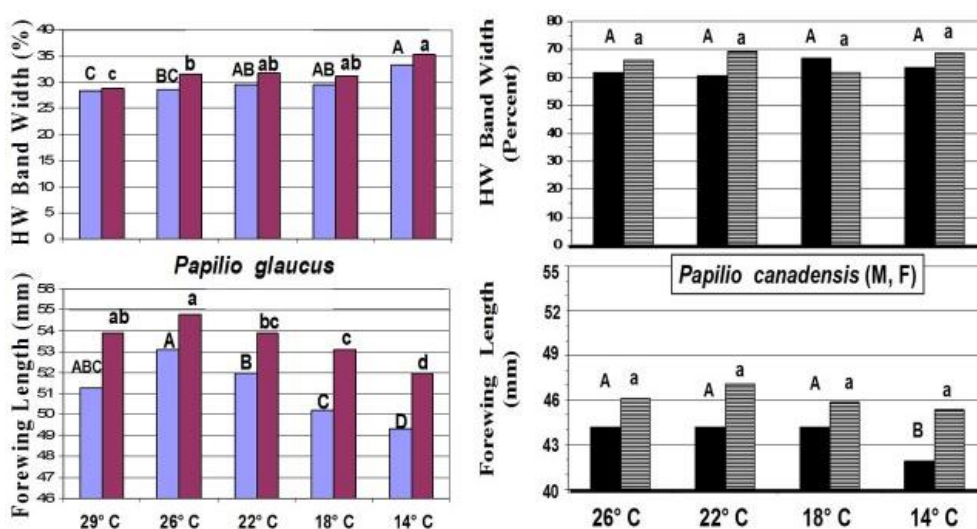 HW Band Width (%)
40
35
30
25
20
15
10
5
0
C c
BC b
AB ab
AB ab
A a
HW Band Width
(Percent)
80
70
60
50
40
30
20
10
0
A a
A a
A a
A a
Papilio glaucus
Papilio canadensis (M, F)
Forewing Length (mm)
56
55
54
53
52
51
50
49
48
47
46
ABC ab
A a
B bc
C c
D d
29° C 26° C 22° C 18° C 14° C
Forewing Length
(mm)
55
52
49
46
43
40
A a
A a
A a
B a
26° C 22° C 18° C 14° C